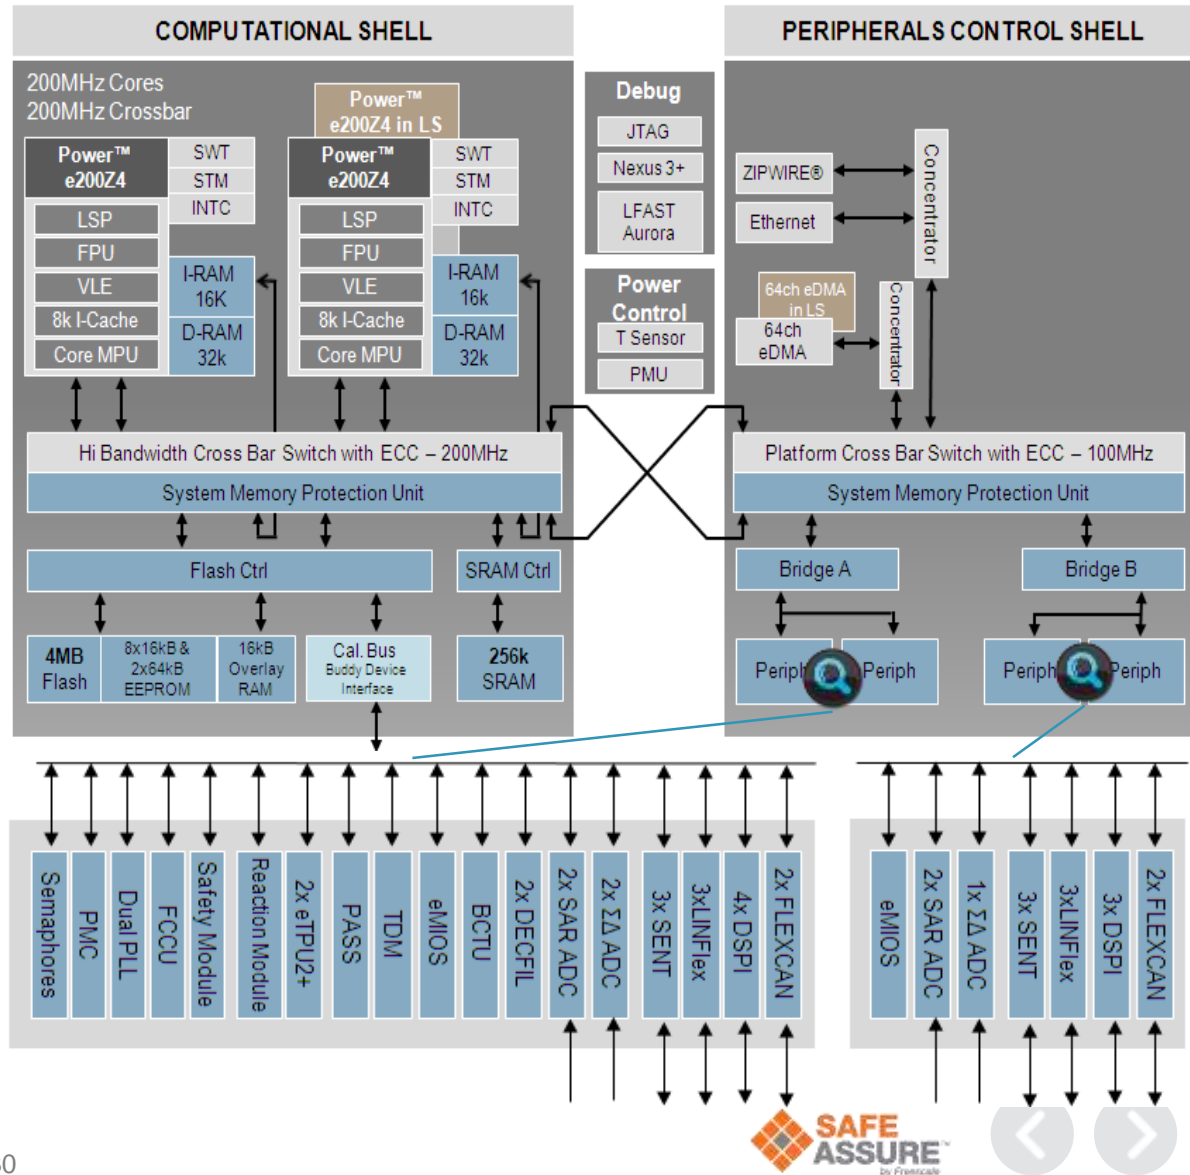 COMPUTATIONAL SHELL
PERIPHERALS CONTROL SHELL
200MHz Cores
200MHz Crossbar
Power™
e200Z4 in LS
Power™
e200Z4
SWT
STM
INTC
LSP
FPU
VLE
8k I-Cache
Core MPU
I-RAM
16K
D-RAM
32k
Power™
e200Z4
SWT
STM
INTC
LSP
FPU
VLE
8k I-Cache
Core MPU
I-RAM
16k
D-RAM
32k
Debug
JTAG
Nexus 3+
LFAST
Aurora
Power
Control
T Sensor
PMU
ZIPWIRE®
Ethernet
Concentrator
64ch eDMA
in LS
64ch
eDMA
Concentrator
Hi Bandwidth Cross Bar Switch with ECC – 200MHz
System Memory Protection Unit
Platform Cross Bar Switch with ECC – 100MHz
System Memory Protection Unit
Flash Ctrl
SRAM Ctrl
Bridge A
Bridge B
4MB
Flash
8x16kB &
2x64kB
EEPROM
16kB
Overlay
RAM
Cal. Bus
Buddy Device
Interface
256k
SRAM
Periph
Periph
Periph
Periph
Semaphores
PMC
Dual PLL
FCCU
Safety Module
Reaction Module
2x eTPU2+
PASS
TDM
eMIOS
BCTU
2x DECFIL
2x SAR ADC
2x ΣΔ ADC
3x SENT
3xLINFlex
4x DSPI
2x FLEXCAN
eMIOS
2x SAR ADC
1x ΣΔ ADC
3x SENT
3xLINFlex
3x DSPI
2x FLEXCAN
SAFE
ASSURE™
by Freescale